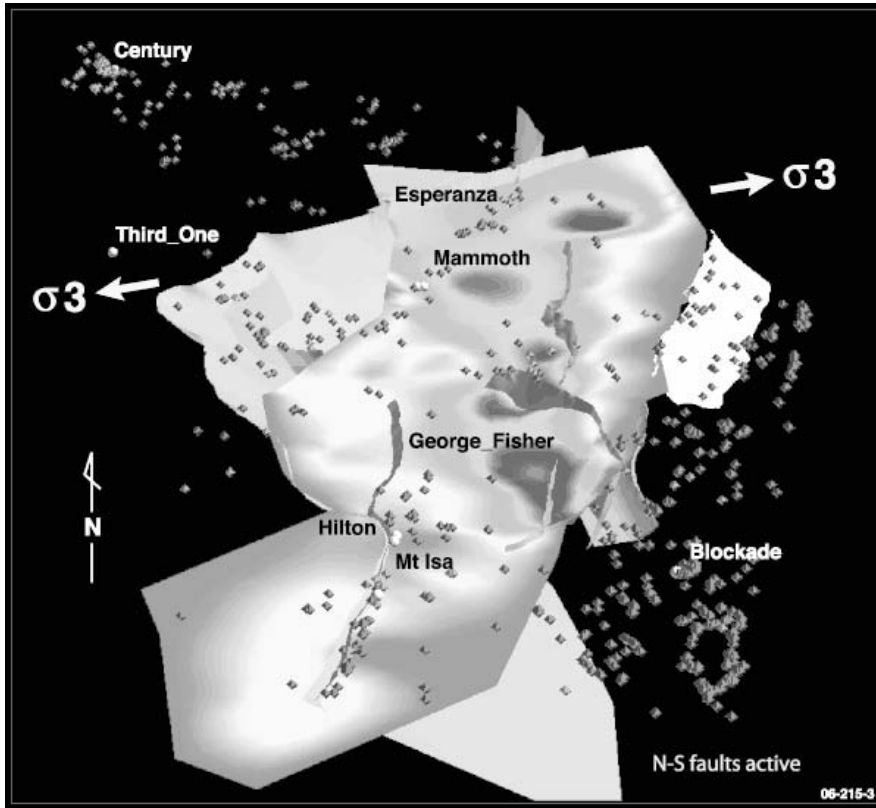 Century
Esperanza
σ3
Third_One
Mammoth
σ3
George_Fisher
N
Hilton
Mt Isa
Blockade
N-S faults active
06-215-3